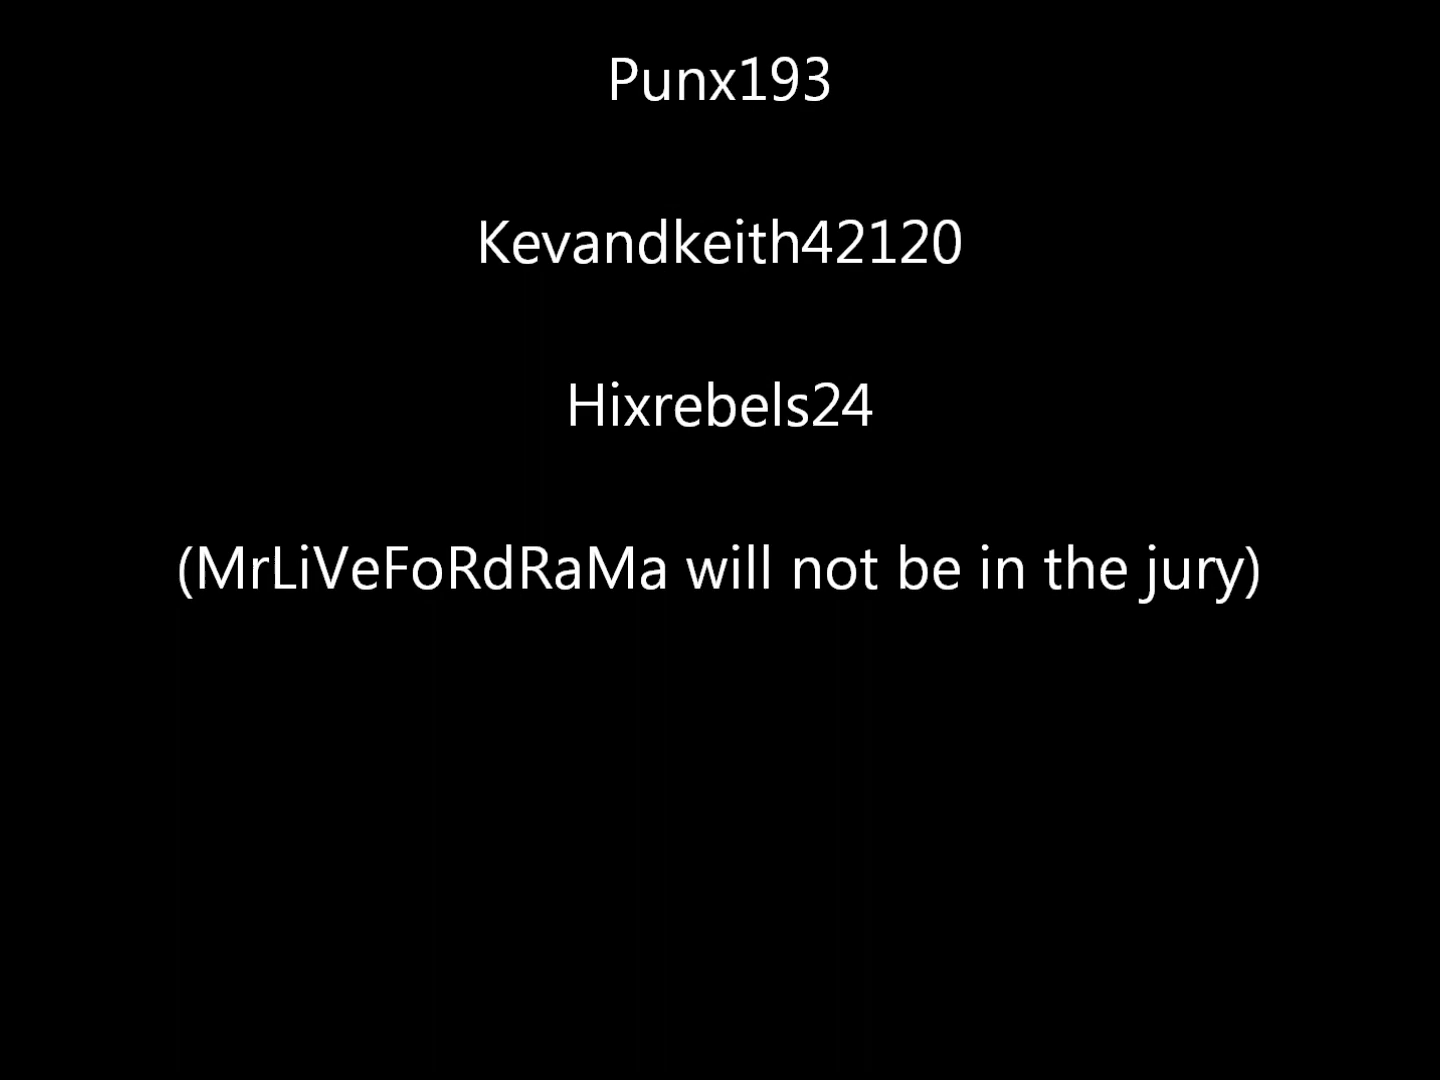 Punx193
Kevandkeith42120
Hixrebels24
(MrLiVeFoRdRaMa will not be in the jury)